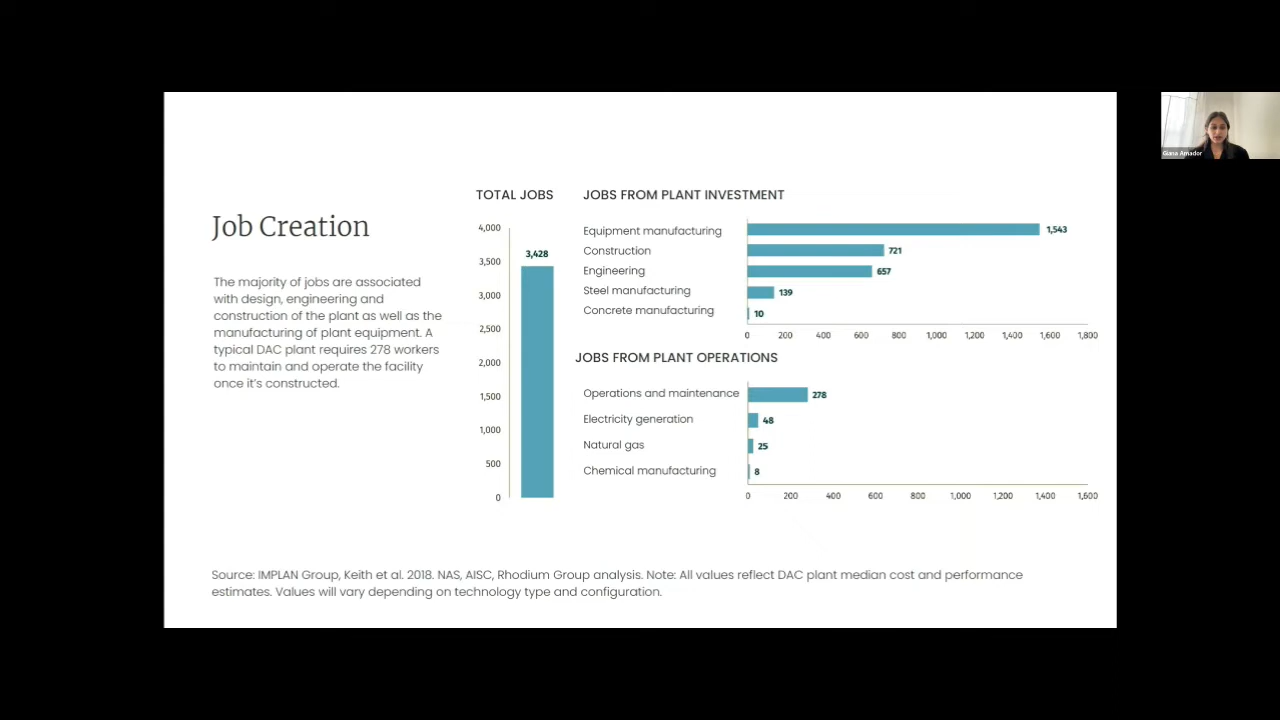 Job Creation
The majority of jobs are associated
with design, engineering and
construction of the plant as well as the
manufacturing of plant equipment. A
typical DAC plant requires 278 workers
to maintain and operate the facility
once it's constructed.
TOTAL JOBS
4,000
3,500
3,000
2,500
2,000
1,500
1,000
500
0
3,428
JOBS FROM PLANT INVESTMENT
Equipment manufacturing 1,543
Construction 721
Engineering 657
Steel manufacturing 139
Concrete manufacturing 10
0 200 400 600 800 1,000 1,200 1,400 1,600 1,800
JOBS FROM PLANT OPERATIONS
Operations and maintenance 278
Electricity generation 48
Natural gas 25
Chemical manufacturing 8
0 200 400 600 800 1,000 1,200 1,400 1,600
Source: IMPLAN Group, Keith et al. 2018. NAS, AISC, Rhodium Group analysis. Note: All values reflect DAC plant median cost and performance
estimates. Values will vary depending on technology type and configuration.
Giana Amador